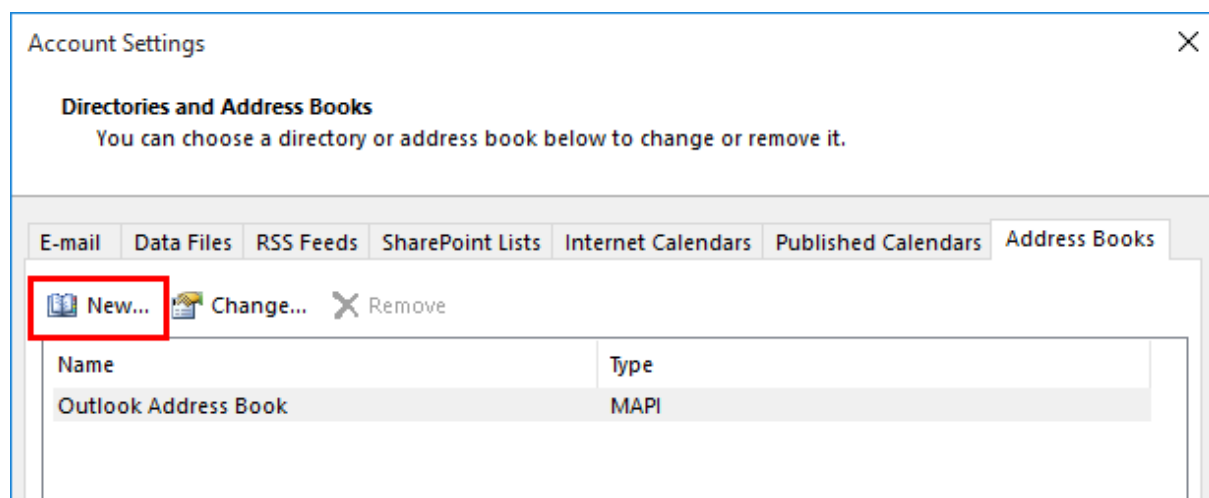 Account Settings
Directories and Address Books
You can choose a directory or address book below to change or remove it.
E-mail Data Files RSS Feeds SharePoint Lists Internet Calendars Published Calendars Address Books
New... Change... Remove
Name Type
Outlook Address Book MAPI